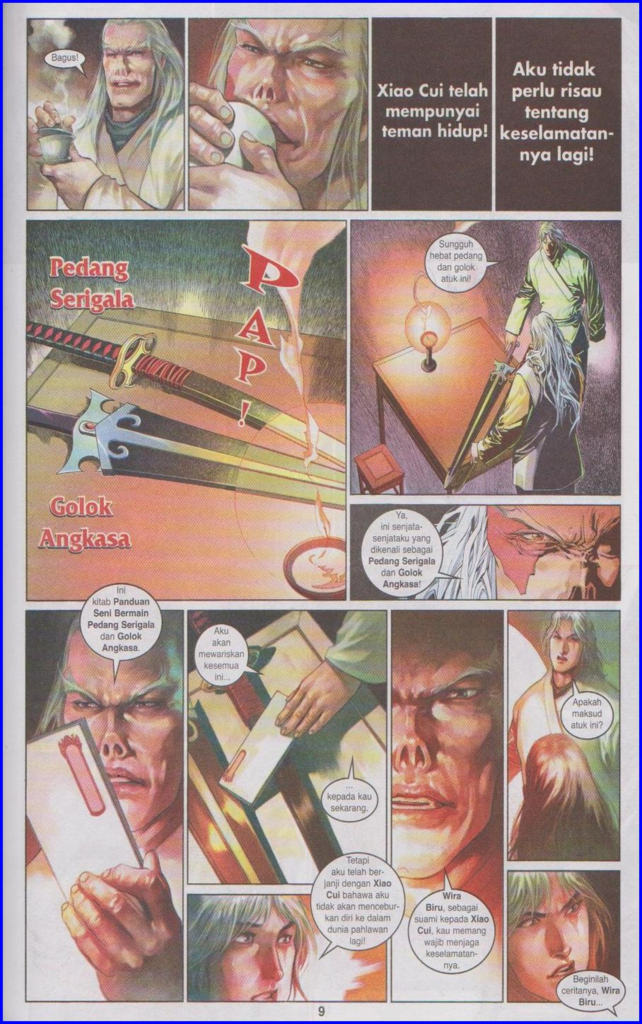 Bagus!
Xiao Cui telah
mempunyai
teman hidup!
Aku tidak
perlu risau
tentang
keselamatan-
nya lagi!
Pedang
Serigala
PAP!
Golok
Angkasa
Sungguh
hebat pedang
dan golok
atuk ini!
Ya,
ini senjata-
senjataku yang
dikenali sebagai
Pedang Serigala
dan Golok
Angkasa!
Ini
kitab Panduan
Seni Bermain
Pedang Serigala
dan Golok
Angkasa.
Aku
akan
mewariskan
kesemua
ini...
...
kepada kau
sekarang.
Tetapi
aku telah ber-
janji dengan Xiao
Cui bahawa aku
tidak akan mencebur-
kan diri ke dalam
dunia pahlawan
lagi!
Wira
Biru, sebagai
suami kepada Xiao
Cui, kau memang
wajib menjaga
keselamatan-
nya.
Apakah
maksud
atuk ini?
Beginilah
ceritanya, Wira
Biru...
9